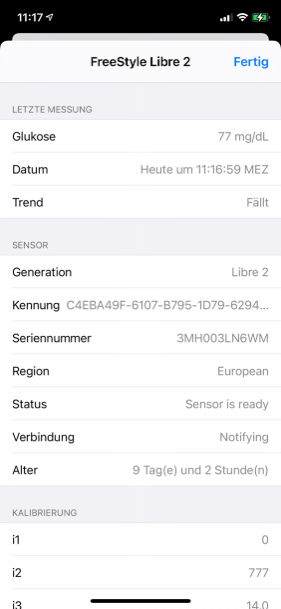 11:17
FreeStyle Libre 2 Fertig
LETZTE MESSUNG
Glukose 77 mg/dL
Datum Heute um 11:16:59 MEZ
Trend Fällt
SENSOR
Generation Libre 2
Kennung C4EBA49F-6107-B795-1D79-6294...
Seriennummer 3MH003LN6WM
Region European
Status Sensor is ready
Verbindung Notifying
Alter 9 Tag(e) und 2 Stunde(n)
KALIBRIERUNG
i1 0
i2 777
i3 14.0